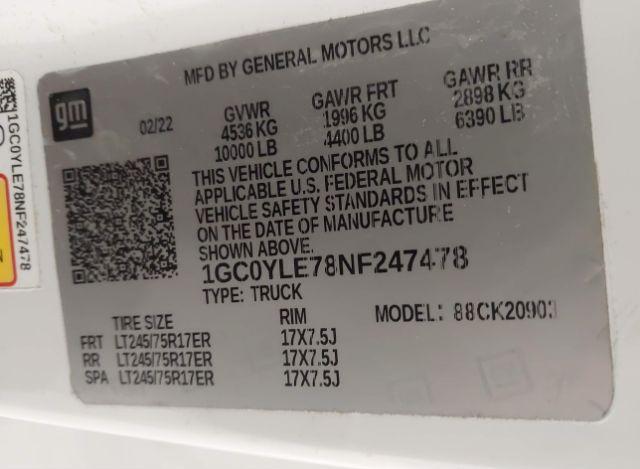 1GC0YLE78NF247478
gm
MFD BY GENERAL MOTORS LLC
02/22
GVWR GAWR FRT GAWR RR
4536 KG 1996 KG 2898 KG
10000 LB 4400 LB 6390 LB
THIS VEHICLE CONFORMS TO ALL
APPLICABLE U.S. FEDERAL MOTOR
VEHICLE SAFETY STANDARDS IN EFFECT
ON THE DATE OF MANUFACTURE
SHOWN ABOVE.
1GC0YLE78NF247478
TYPE: TRUCK
MODEL: 88CK20903
TIRE SIZE RIM
FRT LT245/75R17ER 17X7.5J
RR LT245/75R17ER 17X7.5J
SPA LT245/75R17ER 17X7.5J